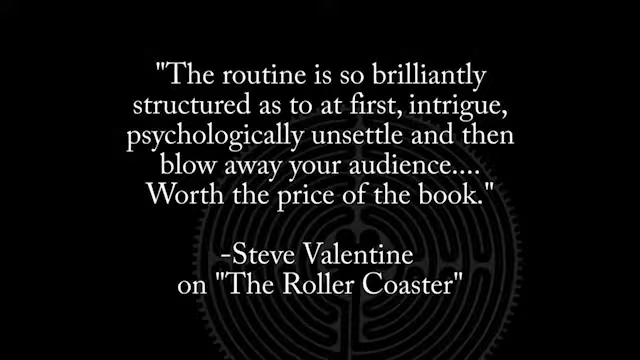 "The routine is so brilliantly
structured as to at first, intrigue,
psychologically unsettle and then
blow away your audience....
Worth the price of the book."
-Steve Valentine
on "The Roller Coaster"